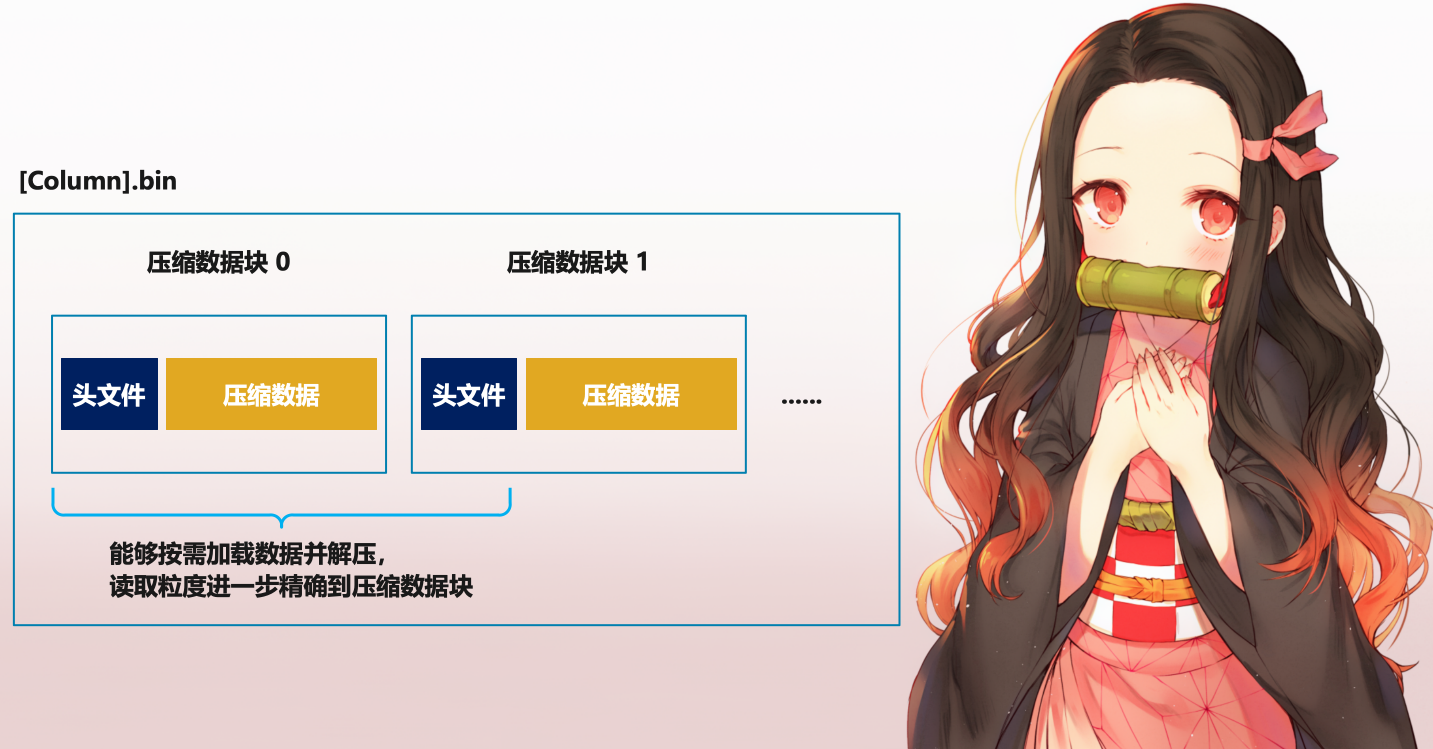 [Column].bin
压缩数据块 0
压缩数据块 1
头文件
压缩数据
头文件
压缩数据
......
能够按需加载数据并解压，
读取粒度进一步精确到压缩数据块